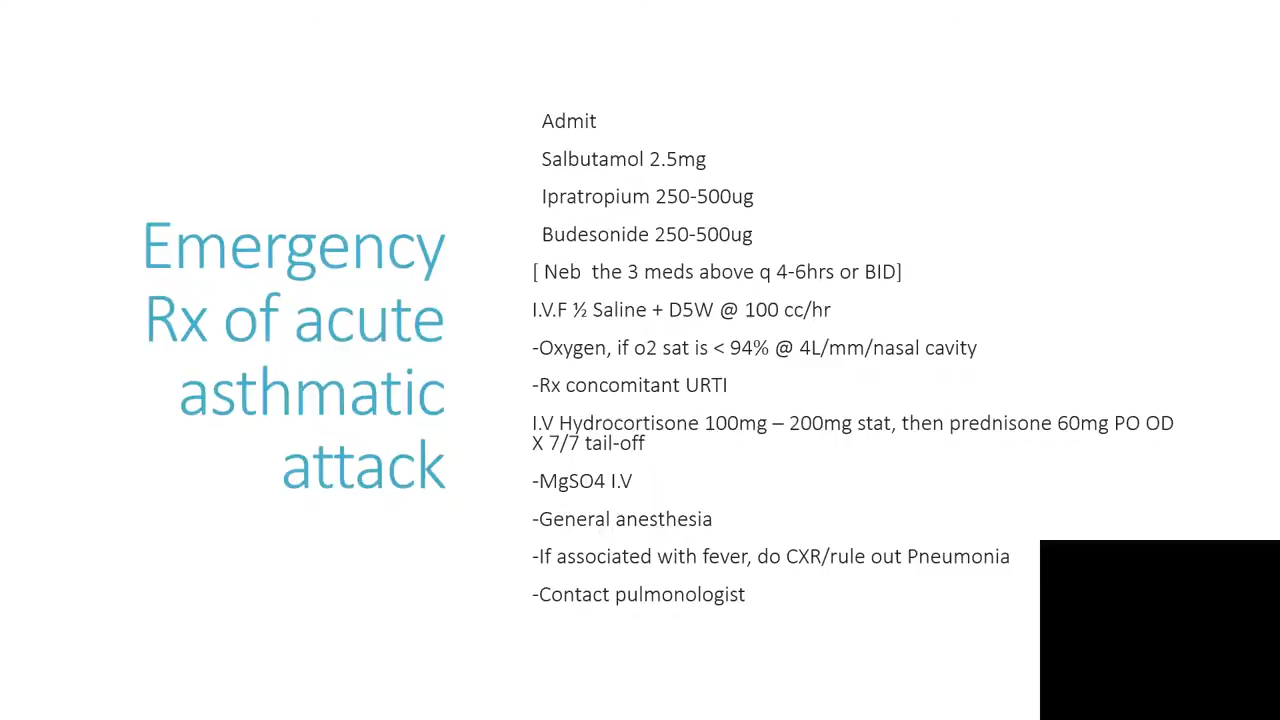 Emergency
Rx of acute
asthmatic
attack
Admit
Salbutamol 2.5mg
Ipratropium 250-500ug
Budesonide 250-500ug
[ Neb  the 3 meds above q 4-6hrs or BID]
I.V.F ½ Saline + D5W @ 100 cc/hr
-Oxygen, if o2 sat is < 94% @ 4L/mm/nasal cavity
-Rx concomitant URTI
I.V Hydrocortisone 100mg – 200mg stat, then prednisone 60mg PO OD
X 7/7 tail-off
-MgSO4 I.V
-General anesthesia
-If associated with fever, do CXR/rule out Pneumonia
-Contact pulmonologist